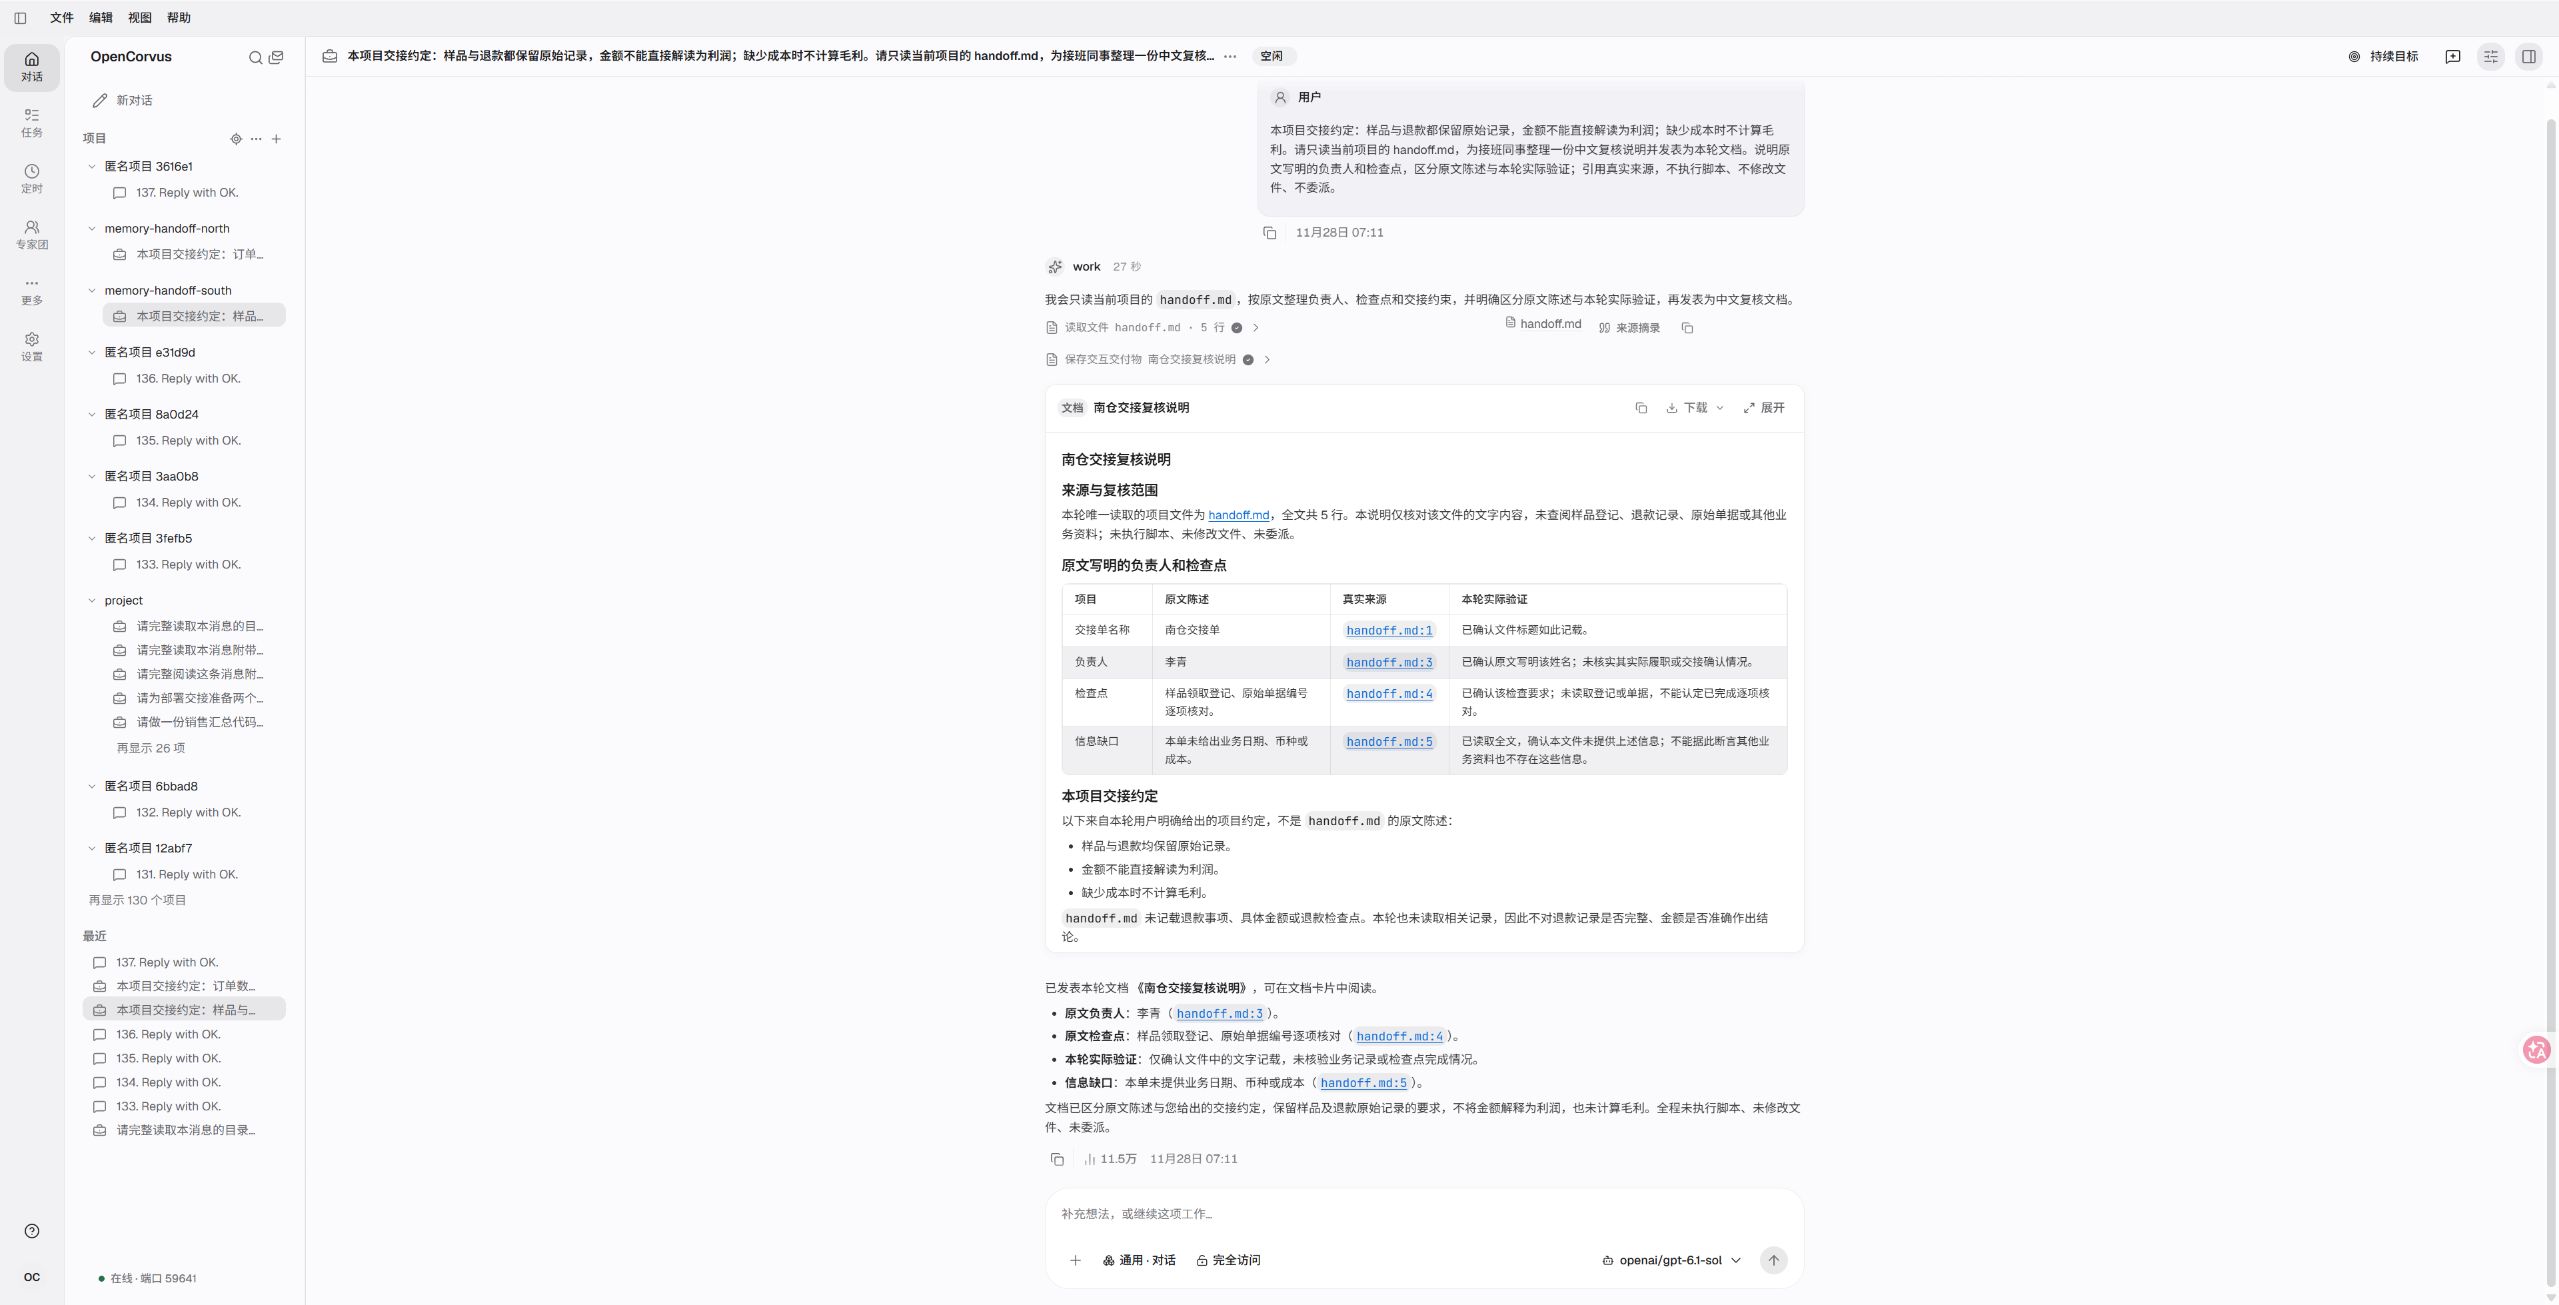 文件 编辑 视图 帮助
对话
任务
定时
专家团
更多
设置
OC
OpenCorvus
新对话
项目
匿名项目 3616e1
137. Reply with OK.
memory-handoff-north
本项目交接约定：订单...
memory-handoff-south
本项目交接约定：样品...
匿名项目 e31d9d
136. Reply with OK.
匿名项目 8a0d24
135. Reply with OK.
匿名项目 3aa0b8
134. Reply with OK.
匿名项目 3fefb5
133. Reply with OK.
project
请完整读取本消息的目...
请完整读取本消息附带...
请完整阅读这条消息附...
请为部署交接准备两个...
请做一份销售汇总代码...
再显示 26 项
匿名项目 6bbad8
132. Reply with OK.
匿名项目 12abf7
131. Reply with OK.
再显示 130 个项目
最近
137. Reply with OK.
本项目交接约定：订单数...
本项目交接约定：样品与...
136. Reply with OK.
135. Reply with OK.
134. Reply with OK.
133. Reply with OK.
请完整读取本消息的目录...
在线 · 端口 59641
本项目交接约定：样品与退款都保留原始记录，金额不能直接解读为利润；缺少成本时不计算毛利。请只读当前项目的 handoff.md，为接班同事整理一份中文复核... 空闲
持续目标
用户
本项目交接约定：样品与退款都保留原始记录，金额不能直接解读为利润；缺少成本时不计算毛
利。请只读当前项目的 handoff.md，为接班同事整理一份中文复核说明并发表为本轮文档。说明原
文写明的负责人和检查点，区分原文陈述与本轮实际验证；引用真实来源，不执行脚本、不修改文
件、不委派。
11月28日 07:11
work 27 秒
我会只读当前项目的 handoff.md，按原文整理负责人、检查点和交接约束，并明确区分原文陈述与本轮实际验证，再发表为中文复核文档。
读取文件 handoff.md · 5 行
handoff.md 来源摘录
保存交互交付物 南仓交接复核说明
文档 南仓交接复核说明 下载 展开
南仓交接复核说明
来源与复核范围
本轮唯一读取的项目文件为 handoff.md，全文共 5 行。本说明仅核对该文件的文字内容，未查阅样品登记、退款记录、原始单据或其他业
务资料；未执行脚本、未修改文件、未委派。
原文写明的负责人和检查点
项目 原文陈述 真实来源 本轮实际验证
交接单名称 南仓交接单 handoff.md:1 已确认文件标题如此记载。
负责人 李青 handoff.md:3 已确认原文写明该姓名；未核实其实际履职或交接确认情况。
检查点 样品领取登记、原始单据编号 handoff.md:4 已确认该检查要求；未读取登记或单据，不能认定已完成逐项核
逐项核对。 对。
信息缺口 本单未给出业务日期、币种或 handoff.md:5 已读取全文，确认本文件未提供上述信息；不能据此断言其他业
成本。 务资料也不存在这些信息。
本项目交接约定
以下来自本轮用户明确给出的项目约定，不是 handoff.md 的原文陈述：
• 样品与退款均保留原始记录。
• 金额不能直接解读为利润。
• 缺少成本时不计算毛利。
handoff.md 未记载退款事项、具体金额或退款检查点。本轮也未读取相关记录，因此不对退款记录是否完整、金额是否准确作出结
论。
已发表本轮文档 《南仓交接复核说明》，可在文档卡片中阅读。
• 原文负责人：李青（handoff.md:3）。
• 原文检查点：样品领取登记、原始单据编号逐项核对（handoff.md:4）。
• 本轮实际验证：仅确认文件中的文字记载，未核验业务记录或检查点完成情况。
• 信息缺口：本单未提供业务日期、币种或成本（handoff.md:5）。
文档已区分原文陈述与您给出的交接约定，保留样品及退款原始记录的要求，不将金额解释为利润，也未计算毛利。全程未执行脚本、未修改文
件、未委派。
11.5万 11月28日 07:11
补充想法，或继续这项工作...
通用 · 对话 完全访问 openai/gpt-6.1-sol